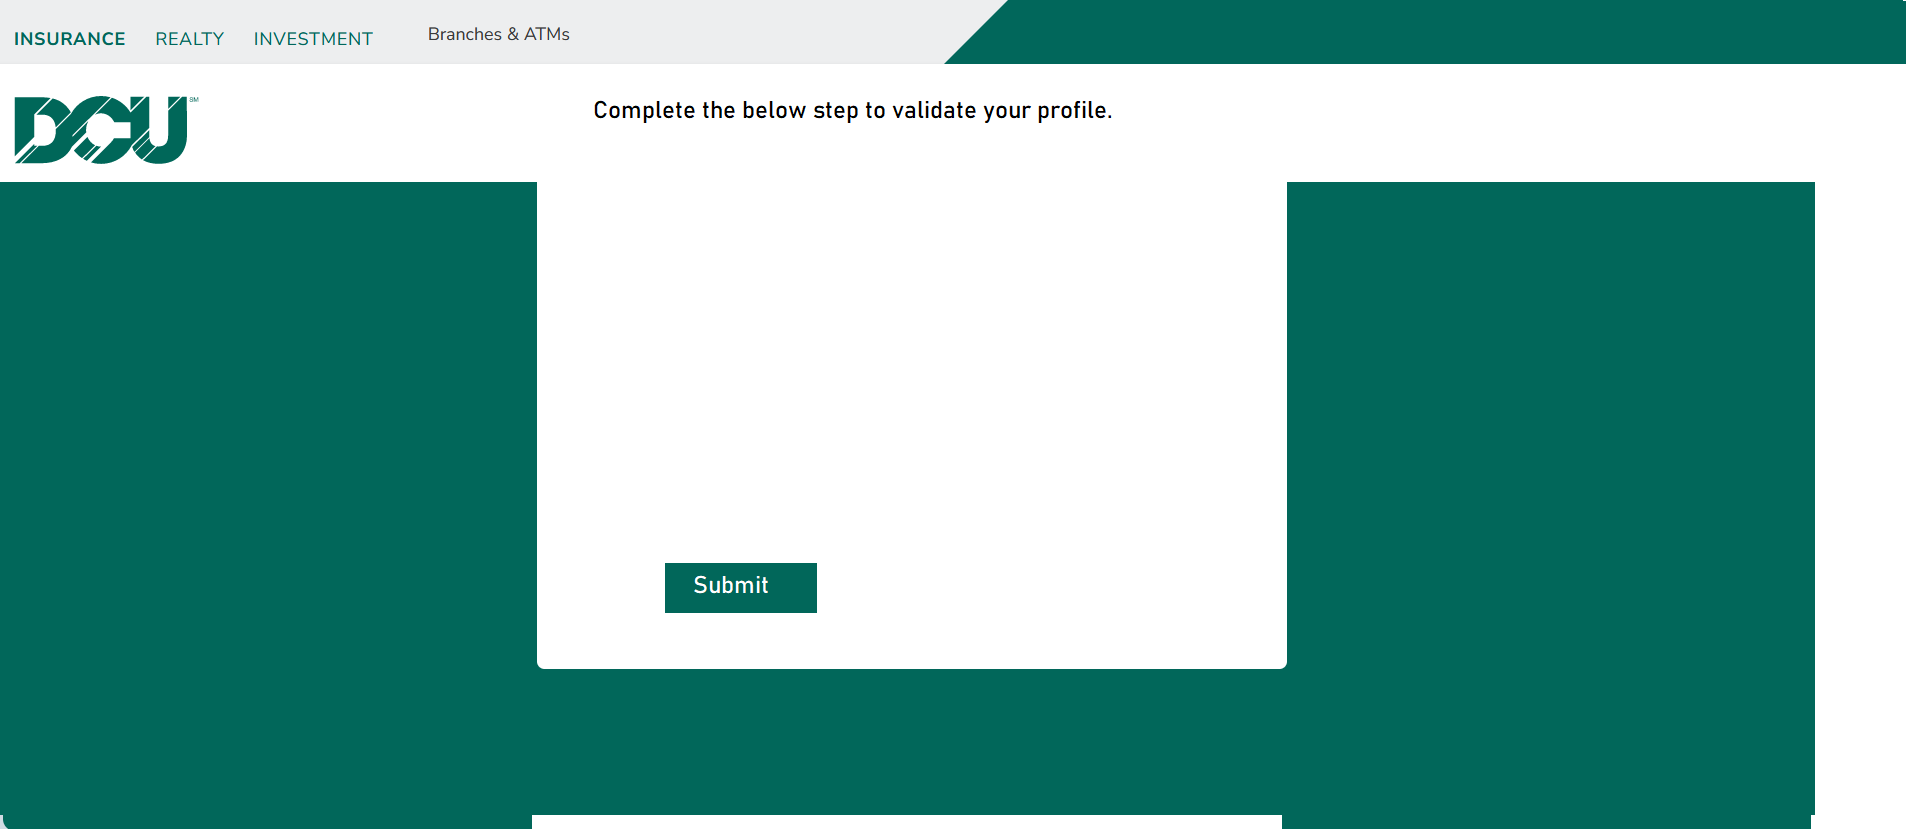 INSURANCE REALTY INVESTMENT Branches & ATMs
DCU SM
Complete the below step to validate your profile.
Submit